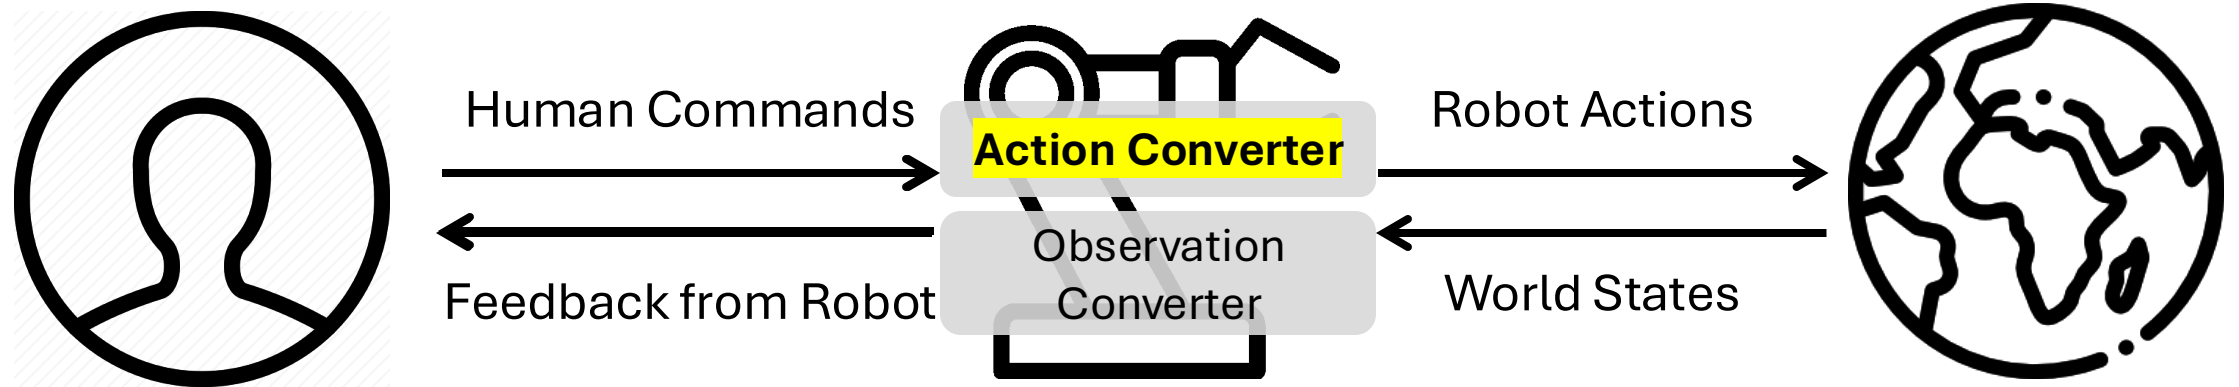 Human Commands
Action Converter
Robot Actions
Feedback from Robot
Observation
Converter
World States